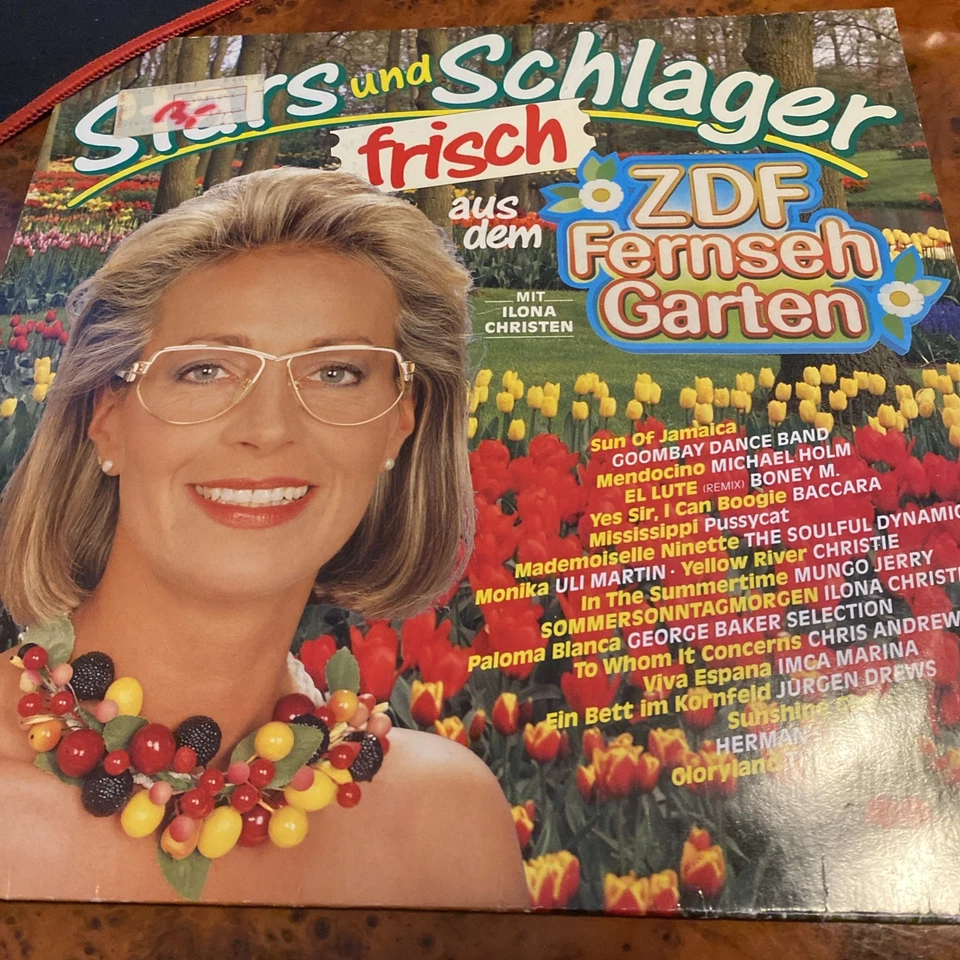 Stars und Schlager
frisch
aus dem
ZDF
Fernseh
Garten
MIT
ILONA
CHRISTEN
Sun Of Jamaica
GOOMBAY DANCE BAND
Mendocino MICHAEL HOLM
EL LUTE (REMIX) BONEY M.
Yes Sir, I Can Boogie BACCARA
Mississippi Pussycat
Mademoiselle Ninette THE SOULFUL DYNAMIC
Monika ULI MARTIN · Yellow River CHRISTIE
In The Summertime MUNGO JERRY
SOMMERSONNTAGMORGEN ILONA CHRIST
Paloma Blanca GEORGE BAKER SELECTION
To Whom It Concerns CHRIS ANDREW
Viva Espana IMCA MARINA
Ein Bett im Kornfeld JÜRGEN DREWS
Sunshine
HERMAN
Gloryland